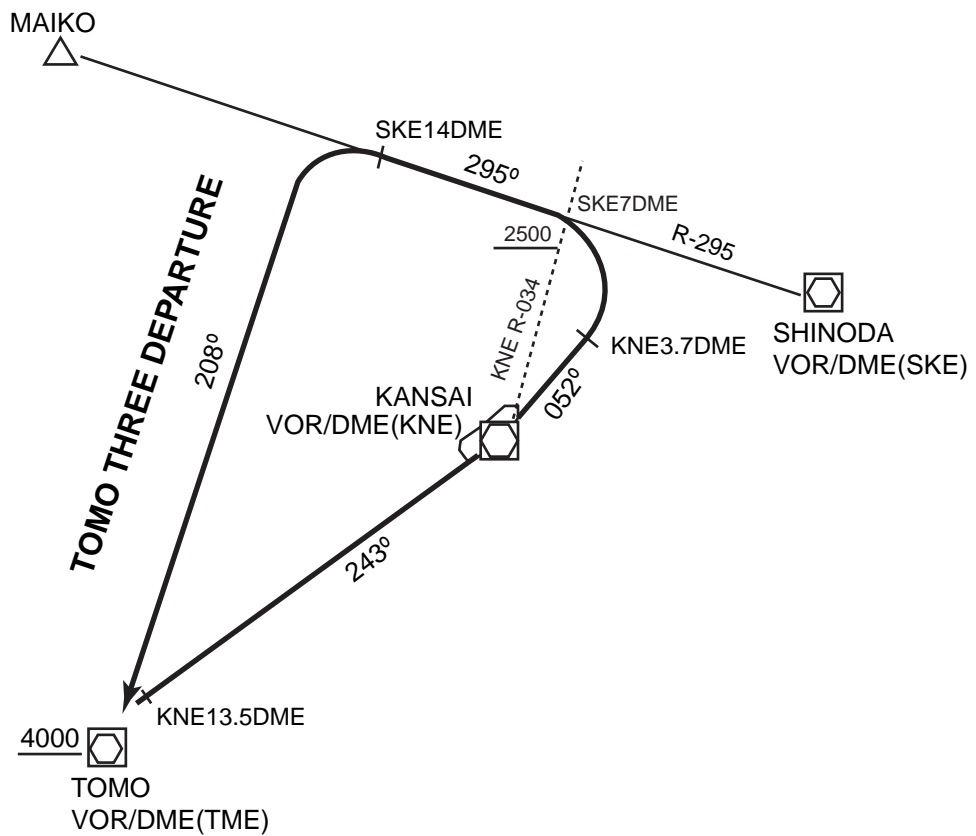 MAIKO
SKE14DME
295º
SKE7DME
2500
R-295
KNE R-034
SHINODA
VOR/DME(SKE)
KNE3.7DME
TOMO THREE DEPARTURE
208º
KANSAI
VOR/DME(KNE)
052º
243º
KNE13.5DME
4000
TOMO
VOR/DME(TME)